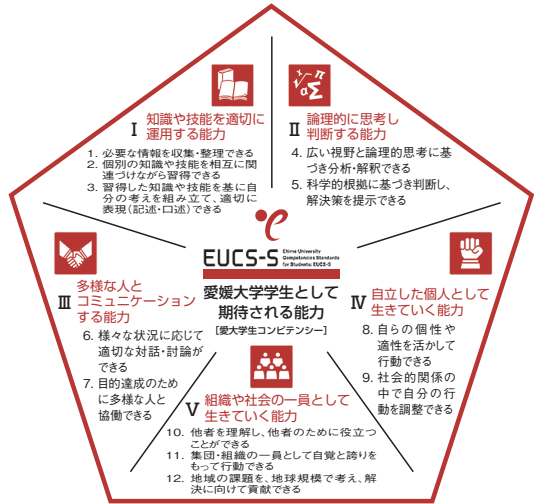 I 知識や技能を適切に
運用する能力
1. 必要な情報を収集・整理できる
2. 個別の知識や技能を相互に関
連づけながら習得できる
3. 習得した知識や技能を基に自
分の考えを組み立て、適切に
表現(記述・口述)できる
II 論理的に思考し
判断する能力
4. 広い視野と論理的思考に基
づき分析・解釈できる
5. 科学的根拠に基づき判断し、
解決策を提示できる
EUCS-S
Ehime University
Competencies Standards
for Students: EUCS-S
愛媛大学学生として
期待される能力
[愛大学生コンピテンシー]
III 多様な人と
コミュニケーション
する能力
6. 様々な状況に応じて
適切な対話・討論が
できる
7. 目的達成のため
に多様な人と
協働できる
IV 自立した個人として
生きていく能力
8. 自らの個性や
適性を活かして
行動できる
9. 社会的関係の
中で自分の行
動を調整できる
V 組織や社会の一員として
生きていく能力
10. 他者を理解し、他者のために役立つ
ことができる
11. 集団・組織の一員として自覚と誇りを
もって行動できる
12. 地域の課題を、地球規模で考え、解
決に向けて貢献できる